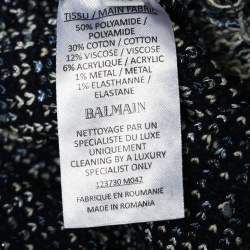 TISSU / MAIN FABRIC
50% POLYAMIDE /
POLYAMIDE
30% COTON / COTTON
12% VISCOSE / VISCOSE
6% ACRYLIQUE / ACRYLIC
1% METAL / METAL
1% ELASTHANNE /
ELASTANE
BALMAIN
NETTOYAGE PAR UN
SPECIALISTE DU LUXE
UNIQUEMENT
CLEANING BY A LUXURY
SPECIALIST ONLY
123730 M047
FABRIQUE EN ROUMANIE
MADE IN ROMANIA